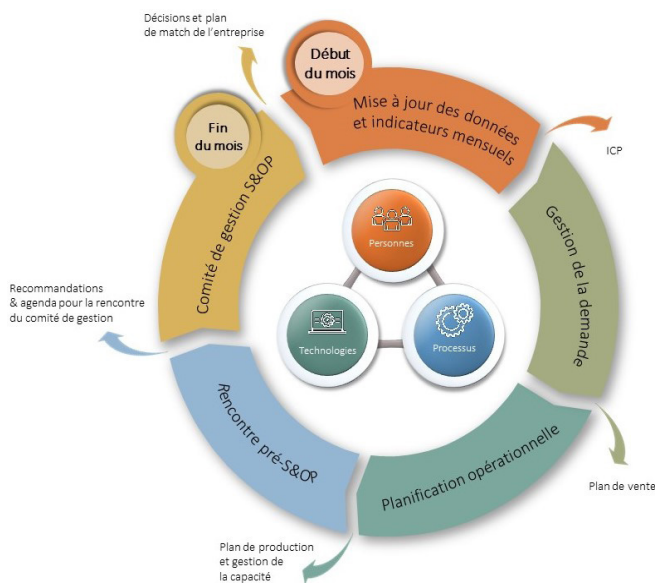 Décisions et plan
de match de l'entreprise
Début
du mois
Mise à jour des données
et indicateurs mensuels
ICP
Fin
du mois
Comité de gestion S&OP
Personnes
Gestion de la demande
Recommandations
& agenda pour la rencontre
du comité de gestion
Technologies
Processus
Rencontre pré-S&OP
Planification opérationnelle
Plan de vente
Plan de production
et gestion de
la capacité